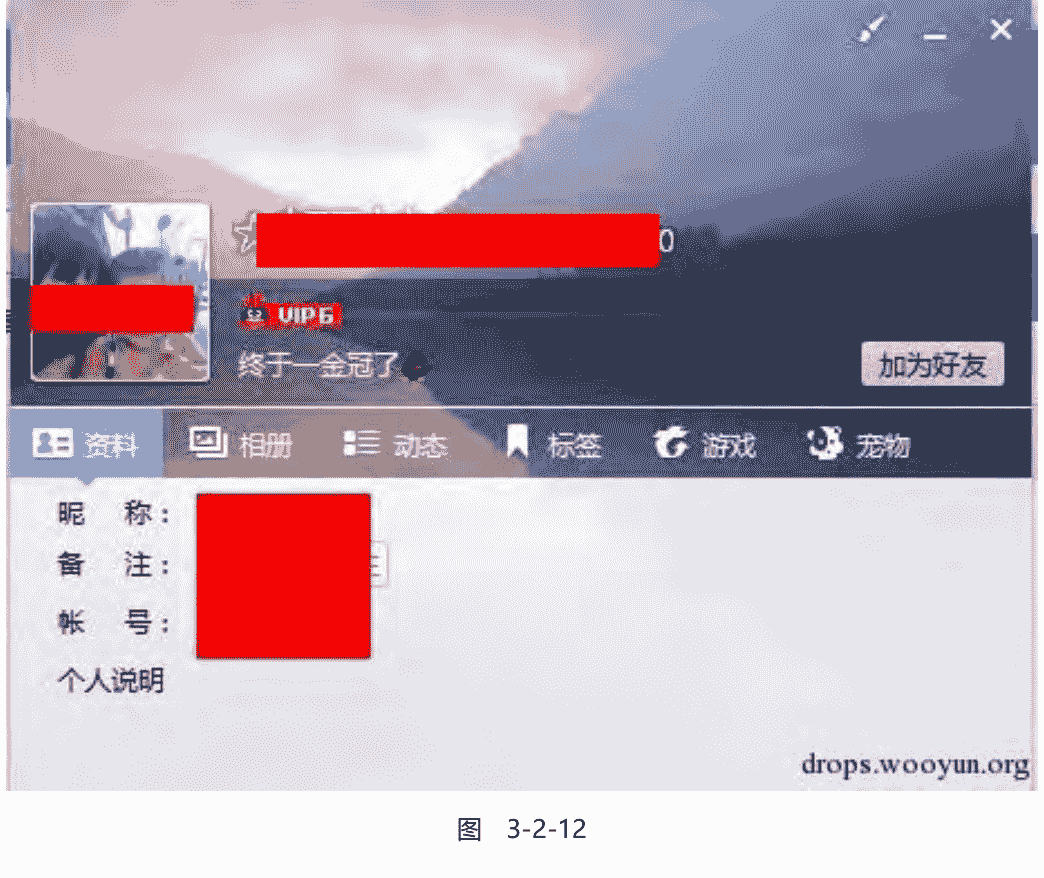 0
VIP6
终于一金冠了
加为好友
资料 相册 动态 标签 游戏 宠物
昵 称：
备 注：
帐 号：
个人说明
drops.wooyun.org
图 3-2-12